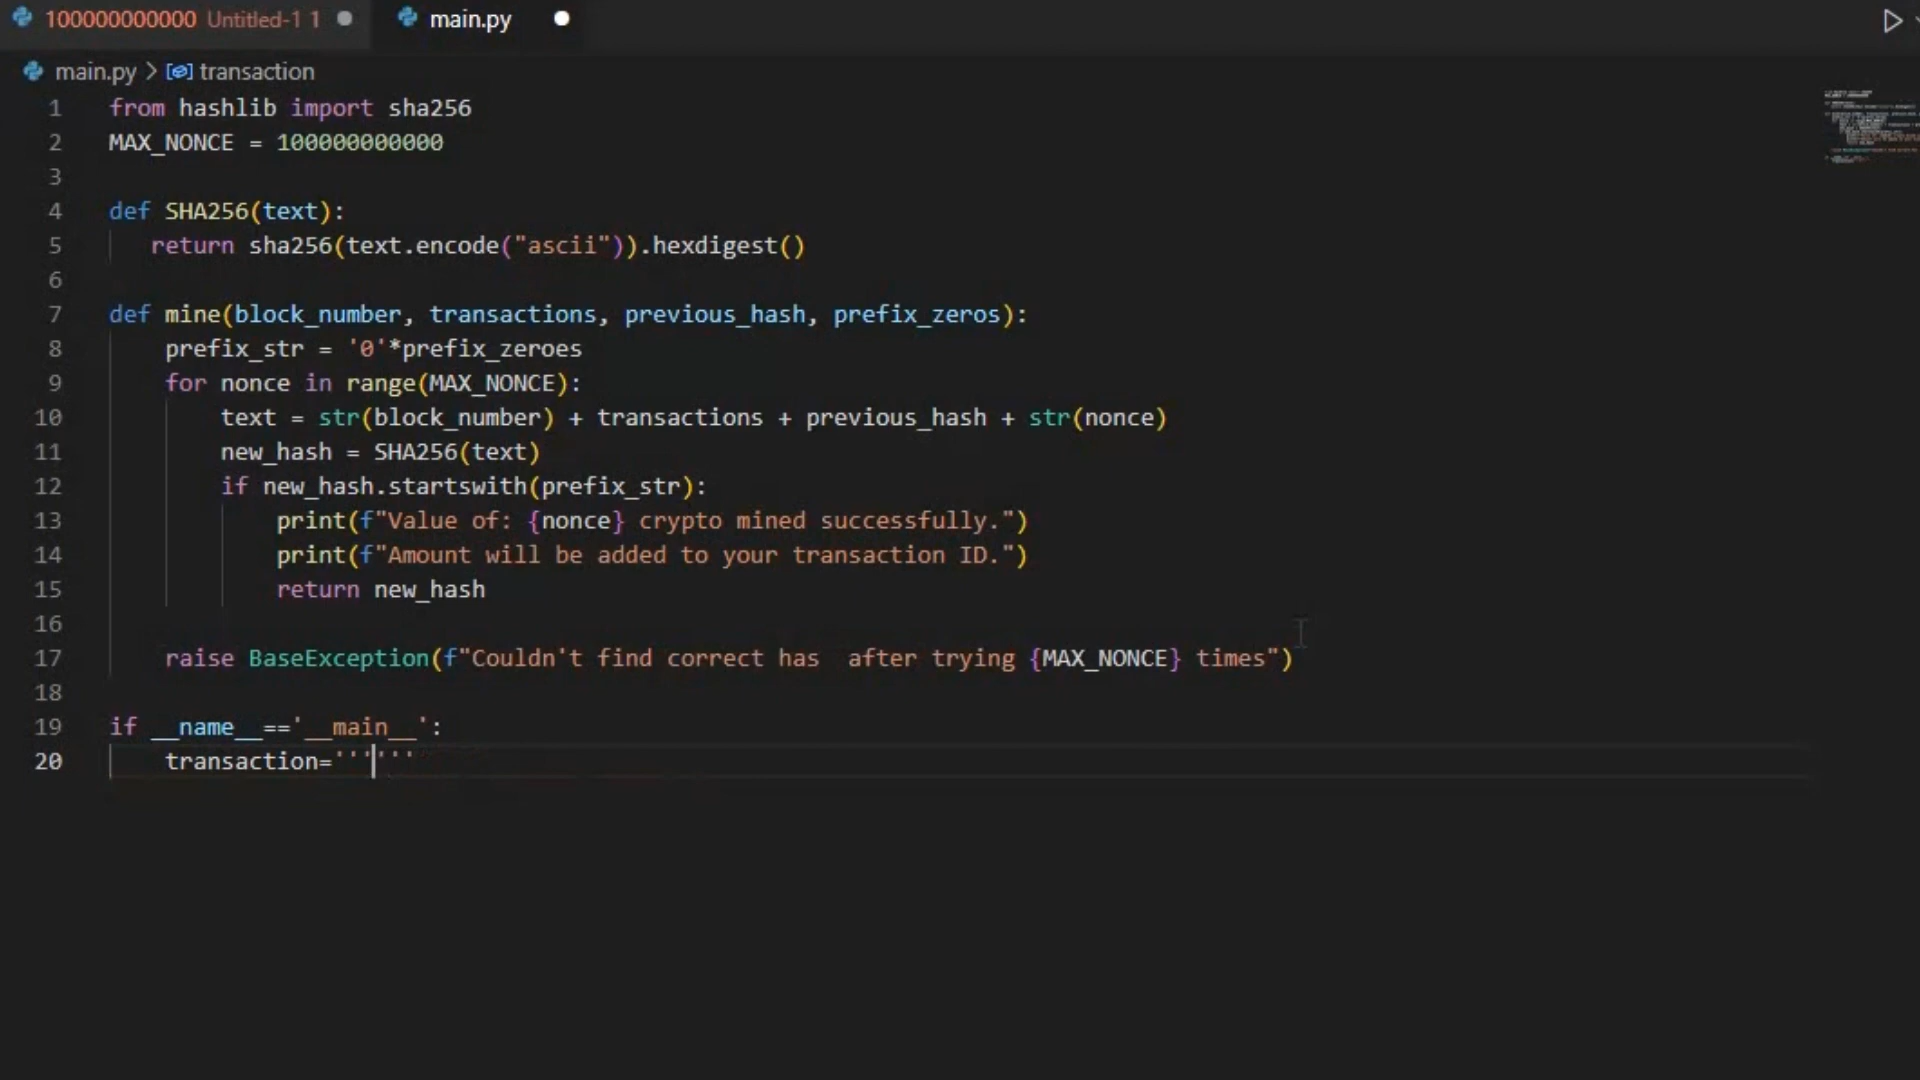 100000000000 Untitled-1 1
main.py
main.py > transaction
1 from hashlib import sha256
2 MAX_NONCE = 100000000000
3
4 def SHA256(text):
5 return sha256(text.encode("ascii")).hexdigest()
6
7 def mine(block_number, transactions, previous_hash, prefix_zeros):
8 prefix_str = '0'*prefix_zeroes
9 for nonce in range(MAX_NONCE):
10 text = str(block_number) + transactions + previous_hash + str(nonce)
11 new_hash = SHA256(text)
12 if new_hash.startswith(prefix_str):
13 print(f"Value of: {nonce} crypto mined successfully.")
14 print(f"Amount will be added to your transaction ID.")
15 return new_hash
16
17 raise BaseException(f"Couldn't find correct has  after trying {MAX_NONCE} times")
18
19 if __name__=='__main__':
20 transaction=''''''